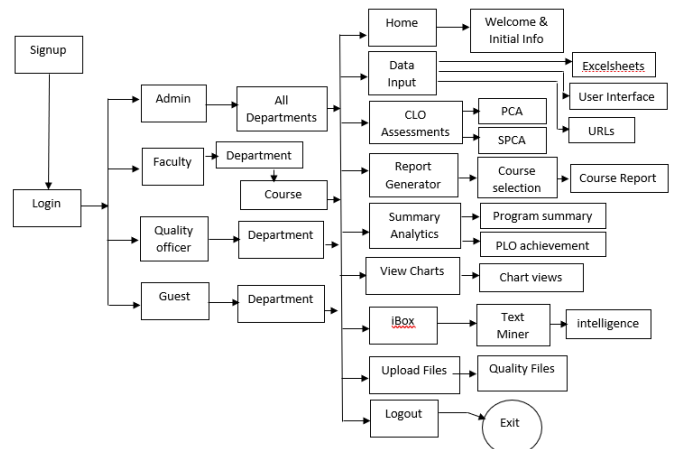 Signup
Login
Admin
All
Departments
Faculty
Department
Course
Quality
officer
Department
Guest
Department
Home
Welcome &
Initial Info
Data
Input
Excelsheets
User Interface
URLs
CLO
Assessments
PCA
SPCA
Report
Generator
Course
selection
Course Report
Summary
Analytics
Program summary
PLO achievement
View Charts
Chart views
iBox
Text
Miner
intelligence
Upload Files
Quality Files
Logout
Exit